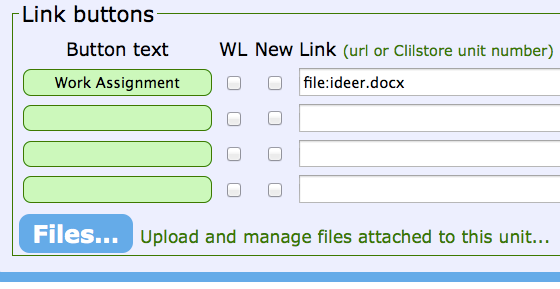 Link buttons
Button text WL New Link (url or Clilstore unit number)
Work Assignment file:ideer.docx
Files... Upload and manage files attached to this unit...